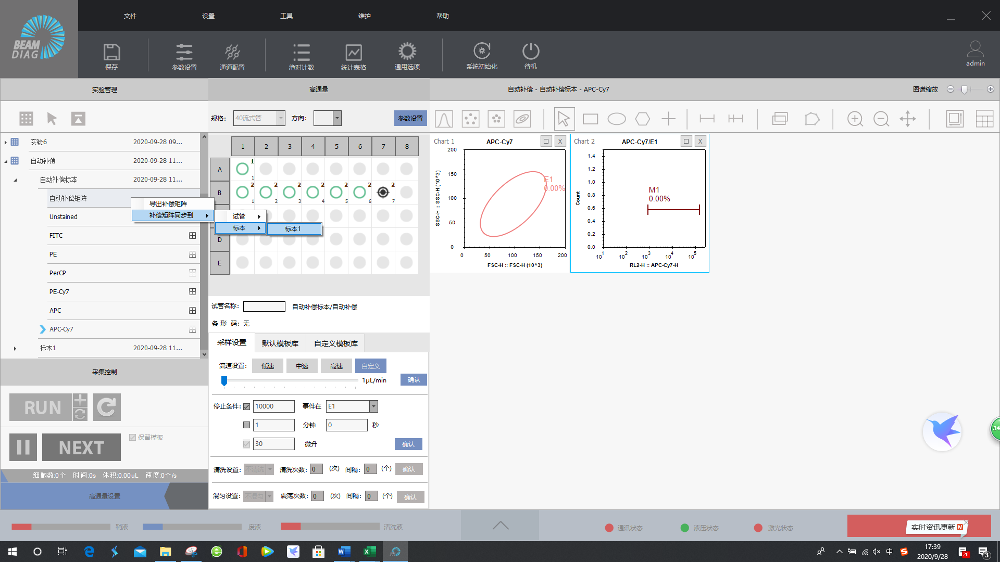 文件 设置 工具 维护 帮助
BEAM
DIAG
保存 参数设置 通道配置 绝对计数 统计表格 通用选项 系统初始化 待机 admin
实验管理 高通量 自动补偿 - 自动补偿标本 - APC-Cy7 图谱缩放
规格: 40流式管 方向: 参数设置
实验6 2020-09-28 09...
自动补偿 2020-09-28 11...
自动补偿标本 2020-09-28 11...
自动补偿矩阵
Unstained
FITC
PE
PerCP
PE-Cy7
APC
APC-Cy7
标本1 2020-09-28 11...
导出补偿矩阵
补偿矩阵同步到
试管
标本
标本1
1 2 3 4 5 6 7 8
A 1 1
B 2 2 2 2 2 2 2
1 2 3 4 5 6 7
D
E
Chart 1 APC-Cy7 X
200
150
100
50
0
0 50 100 150 200
SSC-H :: SSC-H (10^3)
FSC-H :: FSC-H (10^3)
E1
0.00%
Chart 2 APC-Cy7/E1 X
1.4
1.2
1.0
0.8
0.6
0.4
0.2
0.0
Count
10^1 10^2 10^3 10^4 10^5
RL2-H :: APC-Cy7-H
M1
0.00%
试管名称: 自动补偿标本/自动补偿
条 形 码: 无
采样设置 默认模板库 自定义模板库
流速设置: 低速 中速 高速 自定义
1μL/min 确认
停止条件: 10000 事件在 E1
1 分钟 0 秒
30 微升 确认
清洗设置: 不清洗 清洗次数: 0 (次) 间隔: 0 (个) 确认
混匀设置: 不混匀 震荡次数: 0 (次) 间隔: 0 (个) 确认
采集控制
RUN
NEXT
保留模板
细胞数:0个 时间:0s 体积:0.00uL 速度:0个/s
高通量设置
鞘液 废液 清洗液 通讯状态 液压状态 激光状态
实时资讯更新 N
34
中
17:39
2020/9/28
20
3